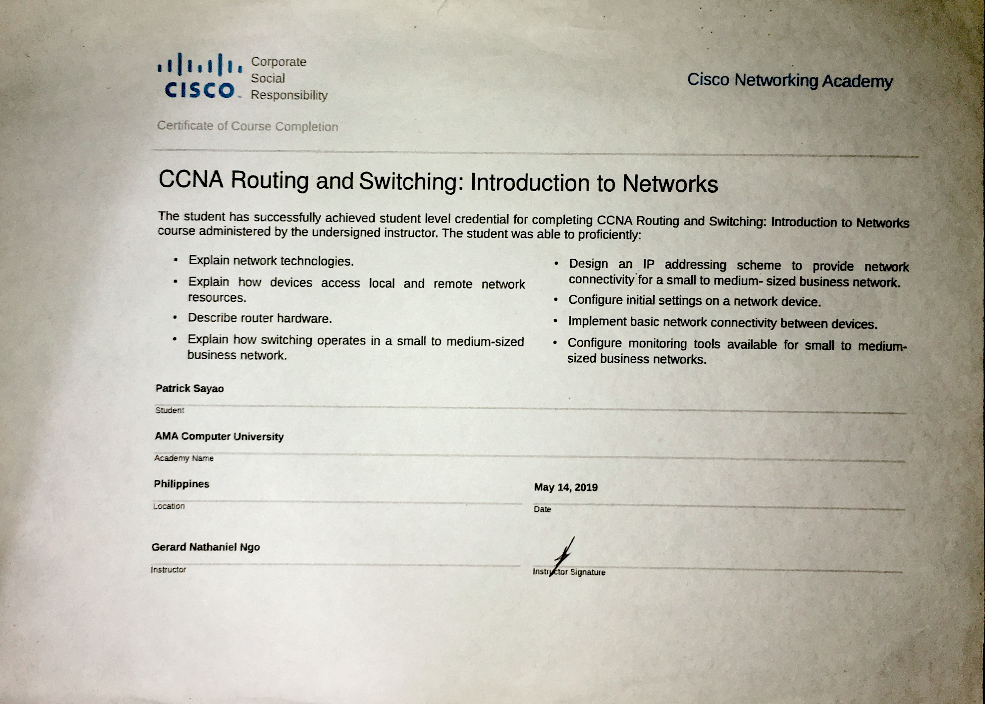 Corporate
Social
CISCO Responsibility
Cisco Networking Academy
Certificate of Course Completion
CCNA Routing and Switching: Introduction to Networks
The student has successfully achieved student level credential for completing CCNA Routing and Switching: Introduction to Networks
course administered by the undersigned instructor. The student was able to proficiently:
• Explain network technologies.
• Explain how devices access local and remote network
resources.
• Describe router hardware.
• Explain how switching operates in a small to medium-sized
business network.
• Design an IP addressing scheme to provide network
connectivity for a small to medium- sized business network.
• Configure initial settings on a network device.
• Implement basic network connectivity between devices.
• Configure monitoring tools available for small to medium-
sized business networks.
Patrick Sayao
Student
AMA Computer University
Academy Name
Philippines
Location
May 14, 2019
Date
Gerard Nathaniel Ngo
Instructor
Instructor Signature